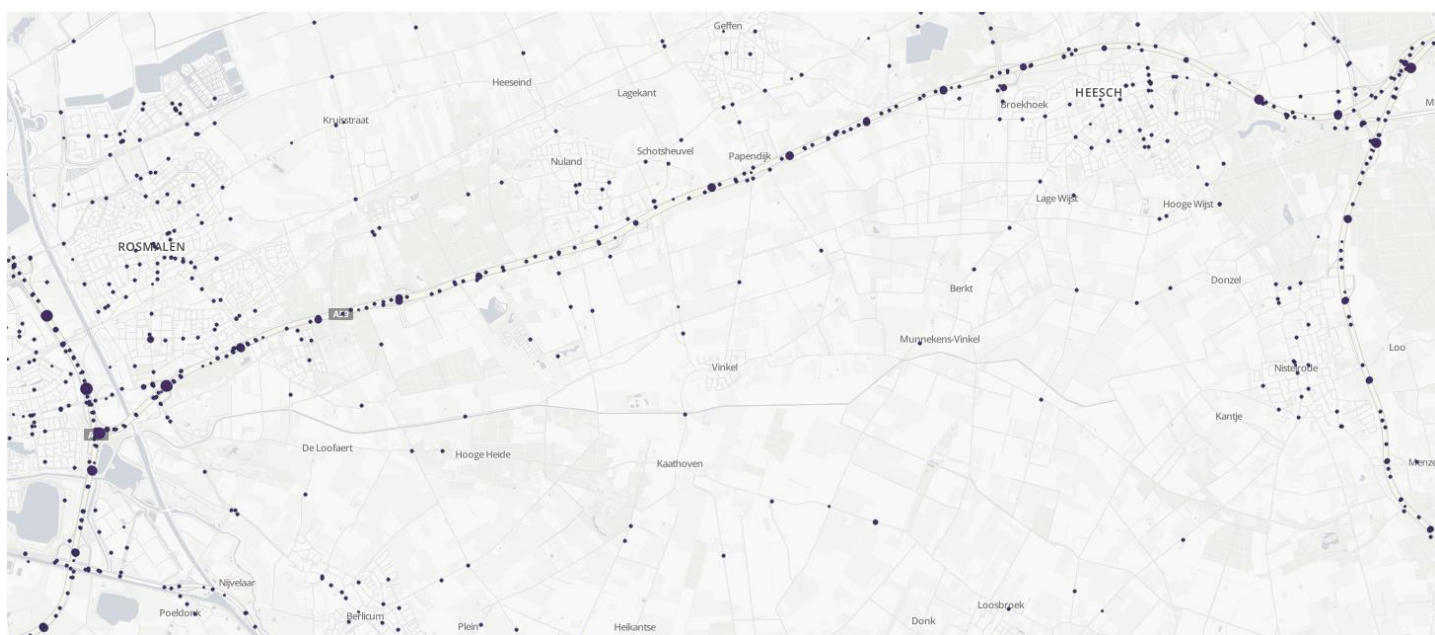 Geffen
Heeseind
Lagekant
HEESCH
Broekhoek
Kruisstraat
Schotsheuvel
Papendijk
Nuland
Lage Wijst
Hooge Wijst
ROSMALEN
Donzel
Berkt
A59
Munnekens-Vinkel
Loo
Vinkel
Nistelrode
Kantje
De Loofaert
Hooge Heide
Kaathoven
Nijvelaar
Loosbroek
Poeldonk
Berlicum
Donk
Plein
Heikantse